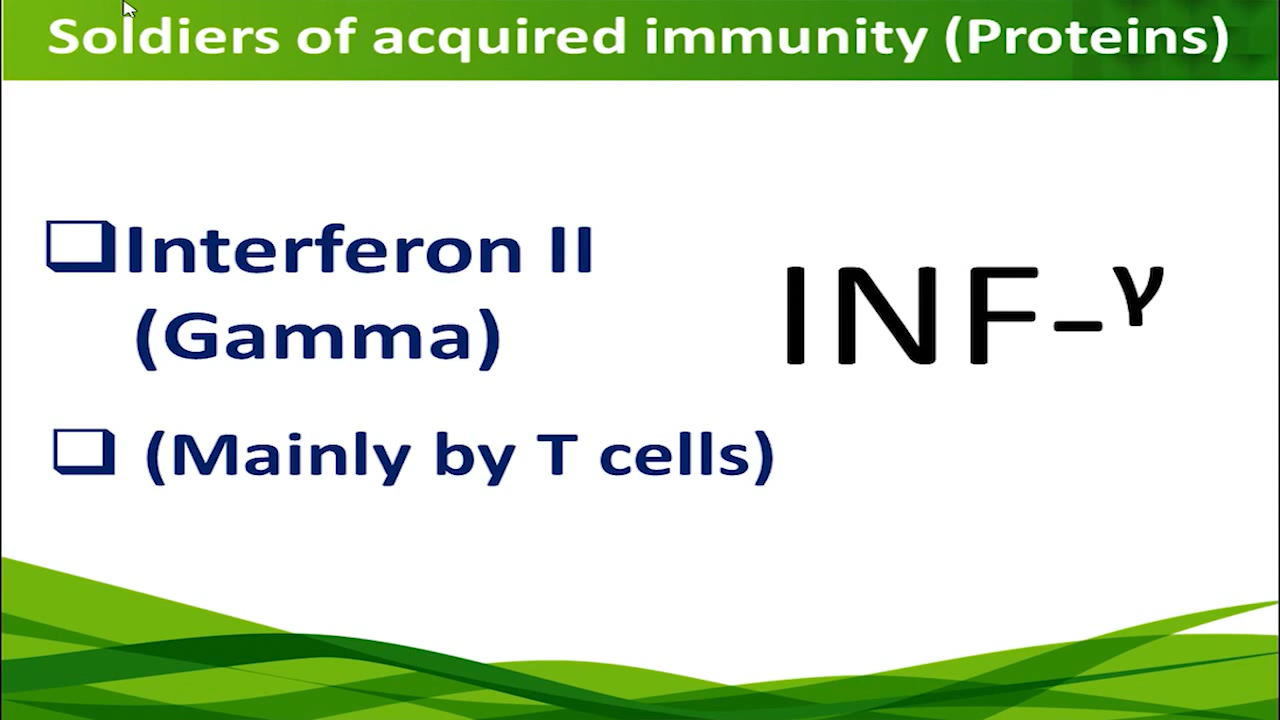 Soldiers of acquired immunity (Proteins)
Interferon II
(Gamma)
INF-γ
(Mainly by T cells)